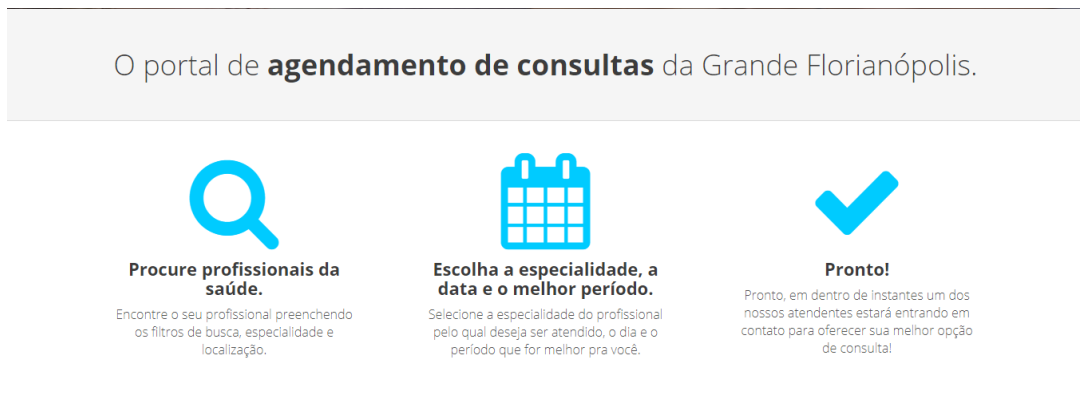 O portal de agendamento de consultas da Grande Florianópolis.
Procure profissionais da
saúde.
Encontre o seu profissional preenchendo
os filtros de busca, especialidade e
localização.
Escolha a especialidade, a
data e o melhor período.
Selecione a especialidade do profissional
pelo qual deseja ser atendido, o dia e o
período que for melhor pra você.
Pronto!
Pronto, em dentro de instantes um dos
nossos atendentes estará entrando em
contato para oferecer sua melhor opção
de consulta!